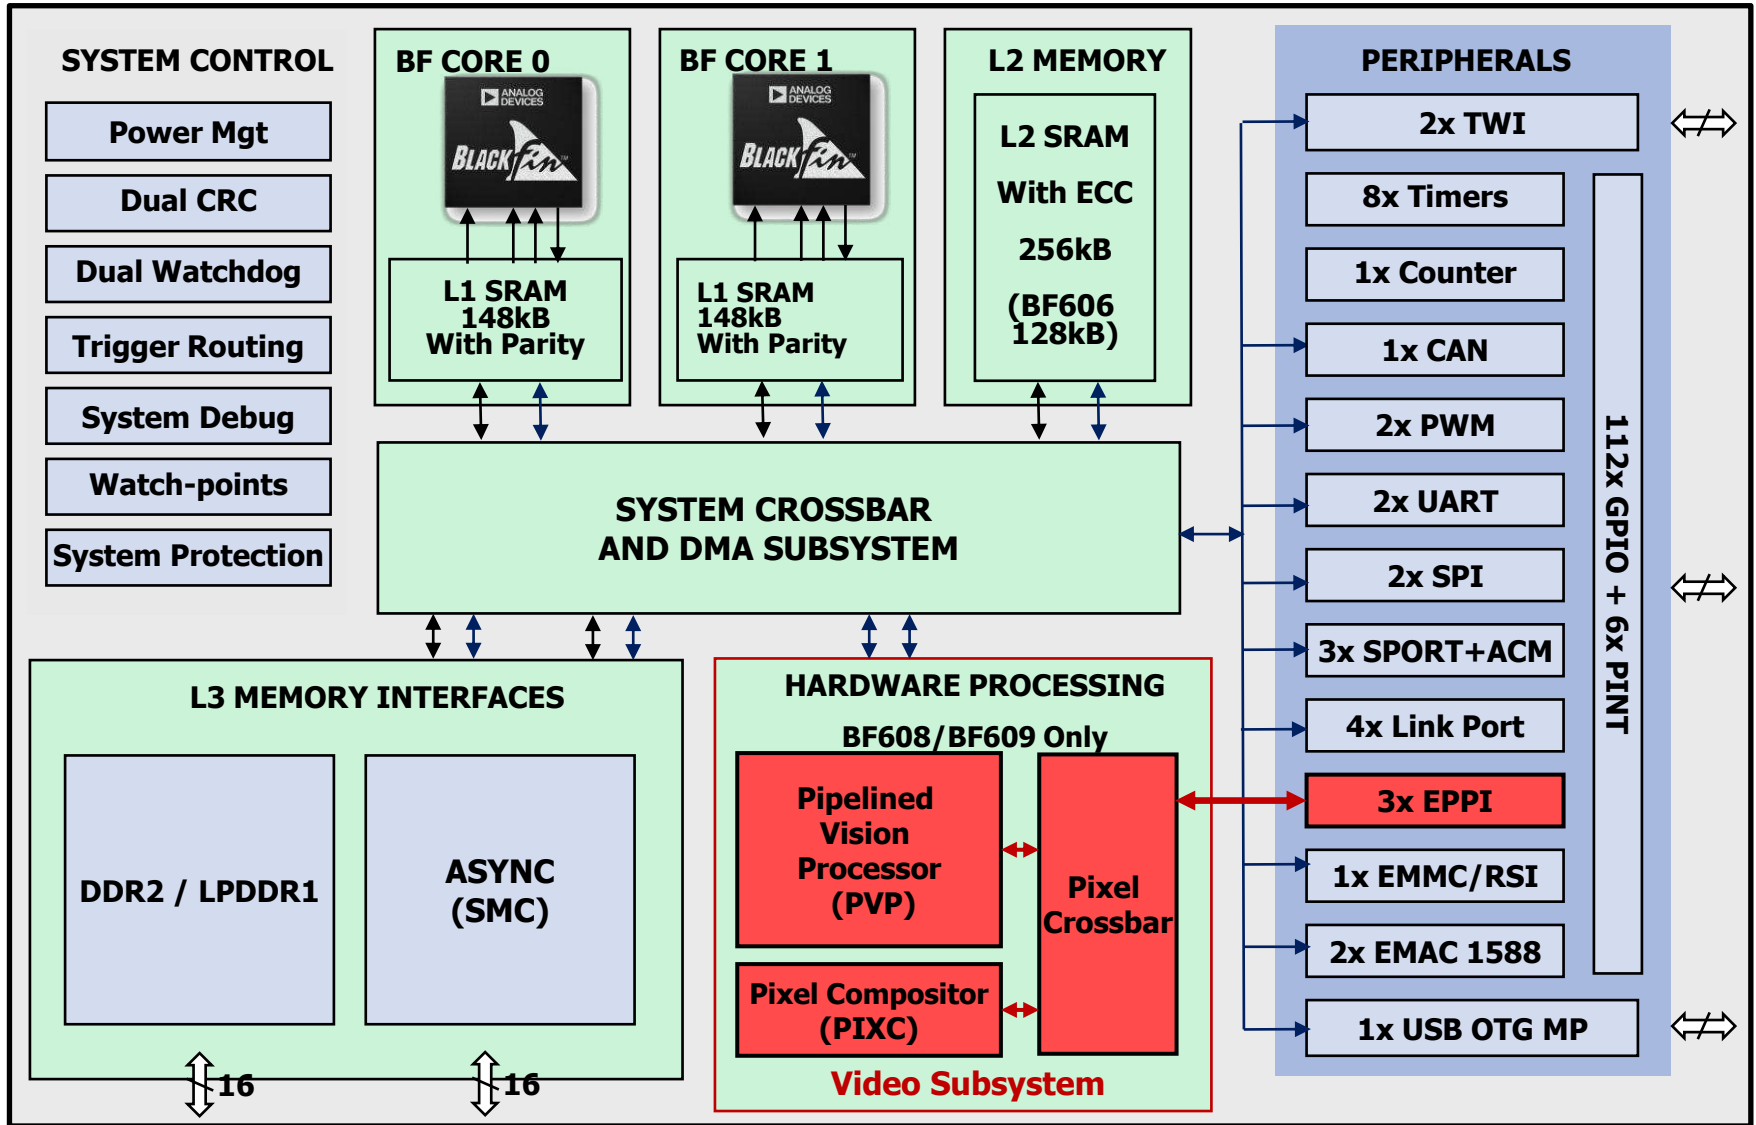 SYSTEM CONTROL
Power Mgt
Dual CRC
Dual Watchdog
Trigger Routing
System Debug
Watch-points
System Protection
BF CORE 0
ANALOG
DEVICES
BLACKfin™
L1 SRAM
148kB
With Parity
BF CORE 1
ANALOG
DEVICES
BLACKfin™
L1 SRAM
148kB
With Parity
L2 MEMORY
L2 SRAM
With ECC
256kB
(BF606
128kB)
SYSTEM CROSSBAR
AND DMA SUBSYSTEM
L3 MEMORY INTERFACES
DDR2 / LPDDR1
ASYNC
(SMC)
16
16
HARDWARE PROCESSING
BF608/BF609 Only
Pipelined
Vision
Processor
(PVP)
Pixel Compositor
(PIXC)
Pixel
Crossbar
Video Subsystem
PERIPHERALS
2x TWI
8x Timers
1x Counter
1x CAN
2x PWM
2x UART
2x SPI
3x SPORT+ACM
4x Link Port
3x EPPI
1x EMMC/RSI
2x EMAC 1588
1x USB OTG MP
112x GPIO + 6x PINT